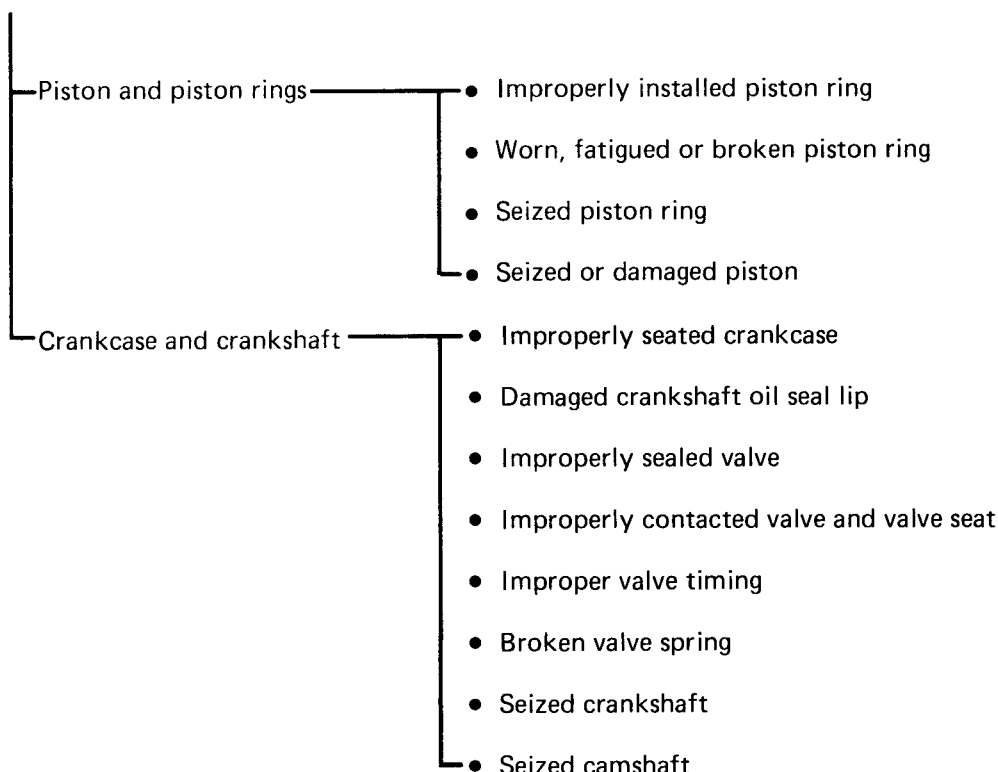 Piston and piston rings
• Improperly installed piston ring
• Worn, fatigued or broken piston ring
• Seized piston ring
• Seized or damaged piston
Crankcase and crankshaft
• Improperly seated crankcase
• Damaged crankshaft oil seal lip
• Improperly sealed valve
• Improperly contacted valve and valve seat
• Improper valve timing
• Broken valve spring
• Seized crankshaft
• Seized camshaft